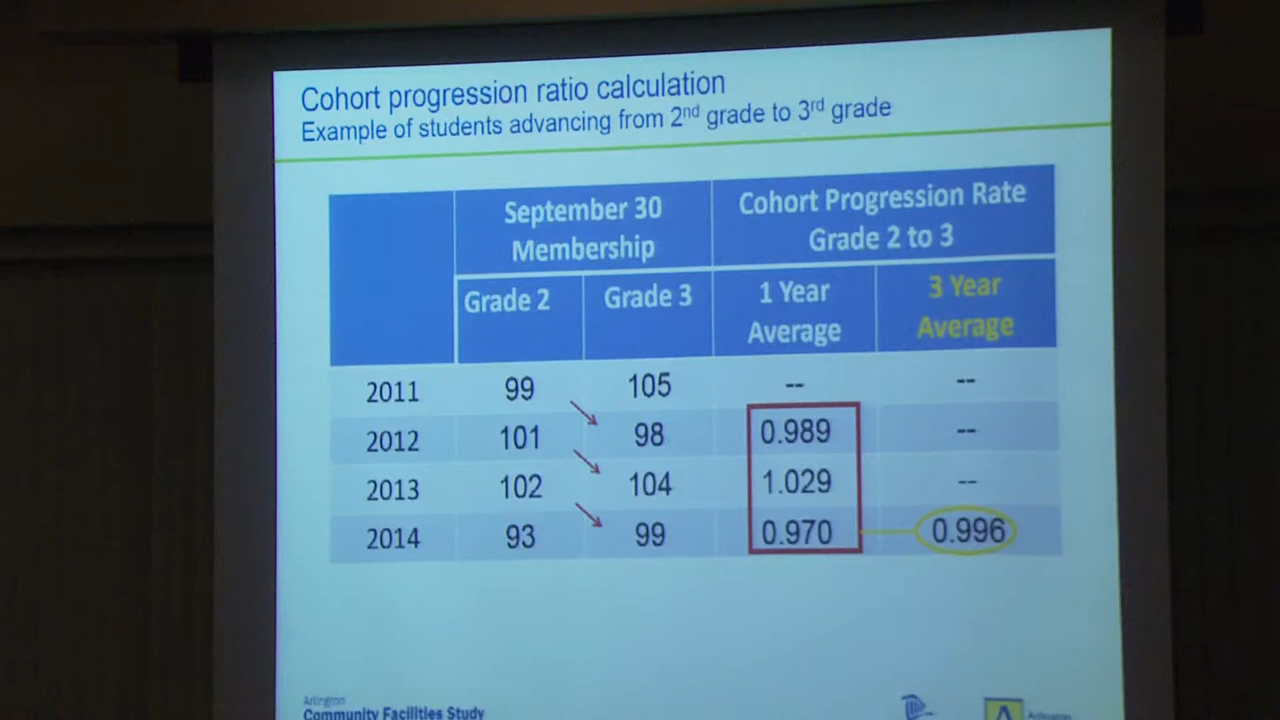 Cohort progression ratio calculation
Example of students advancing from 2nd grade to 3rd grade
September 30 Membership
Cohort Progression Rate Grade 2 to 3
Grade 2 Grade 3 1 Year Average 3 Year Average
2011 99 105 -- --
2012 101 98 0.989 --
2013 102 104 1.029 --
2014 93 99 0.970 0.996
Arlington
Community Facilities Study
A Arlington